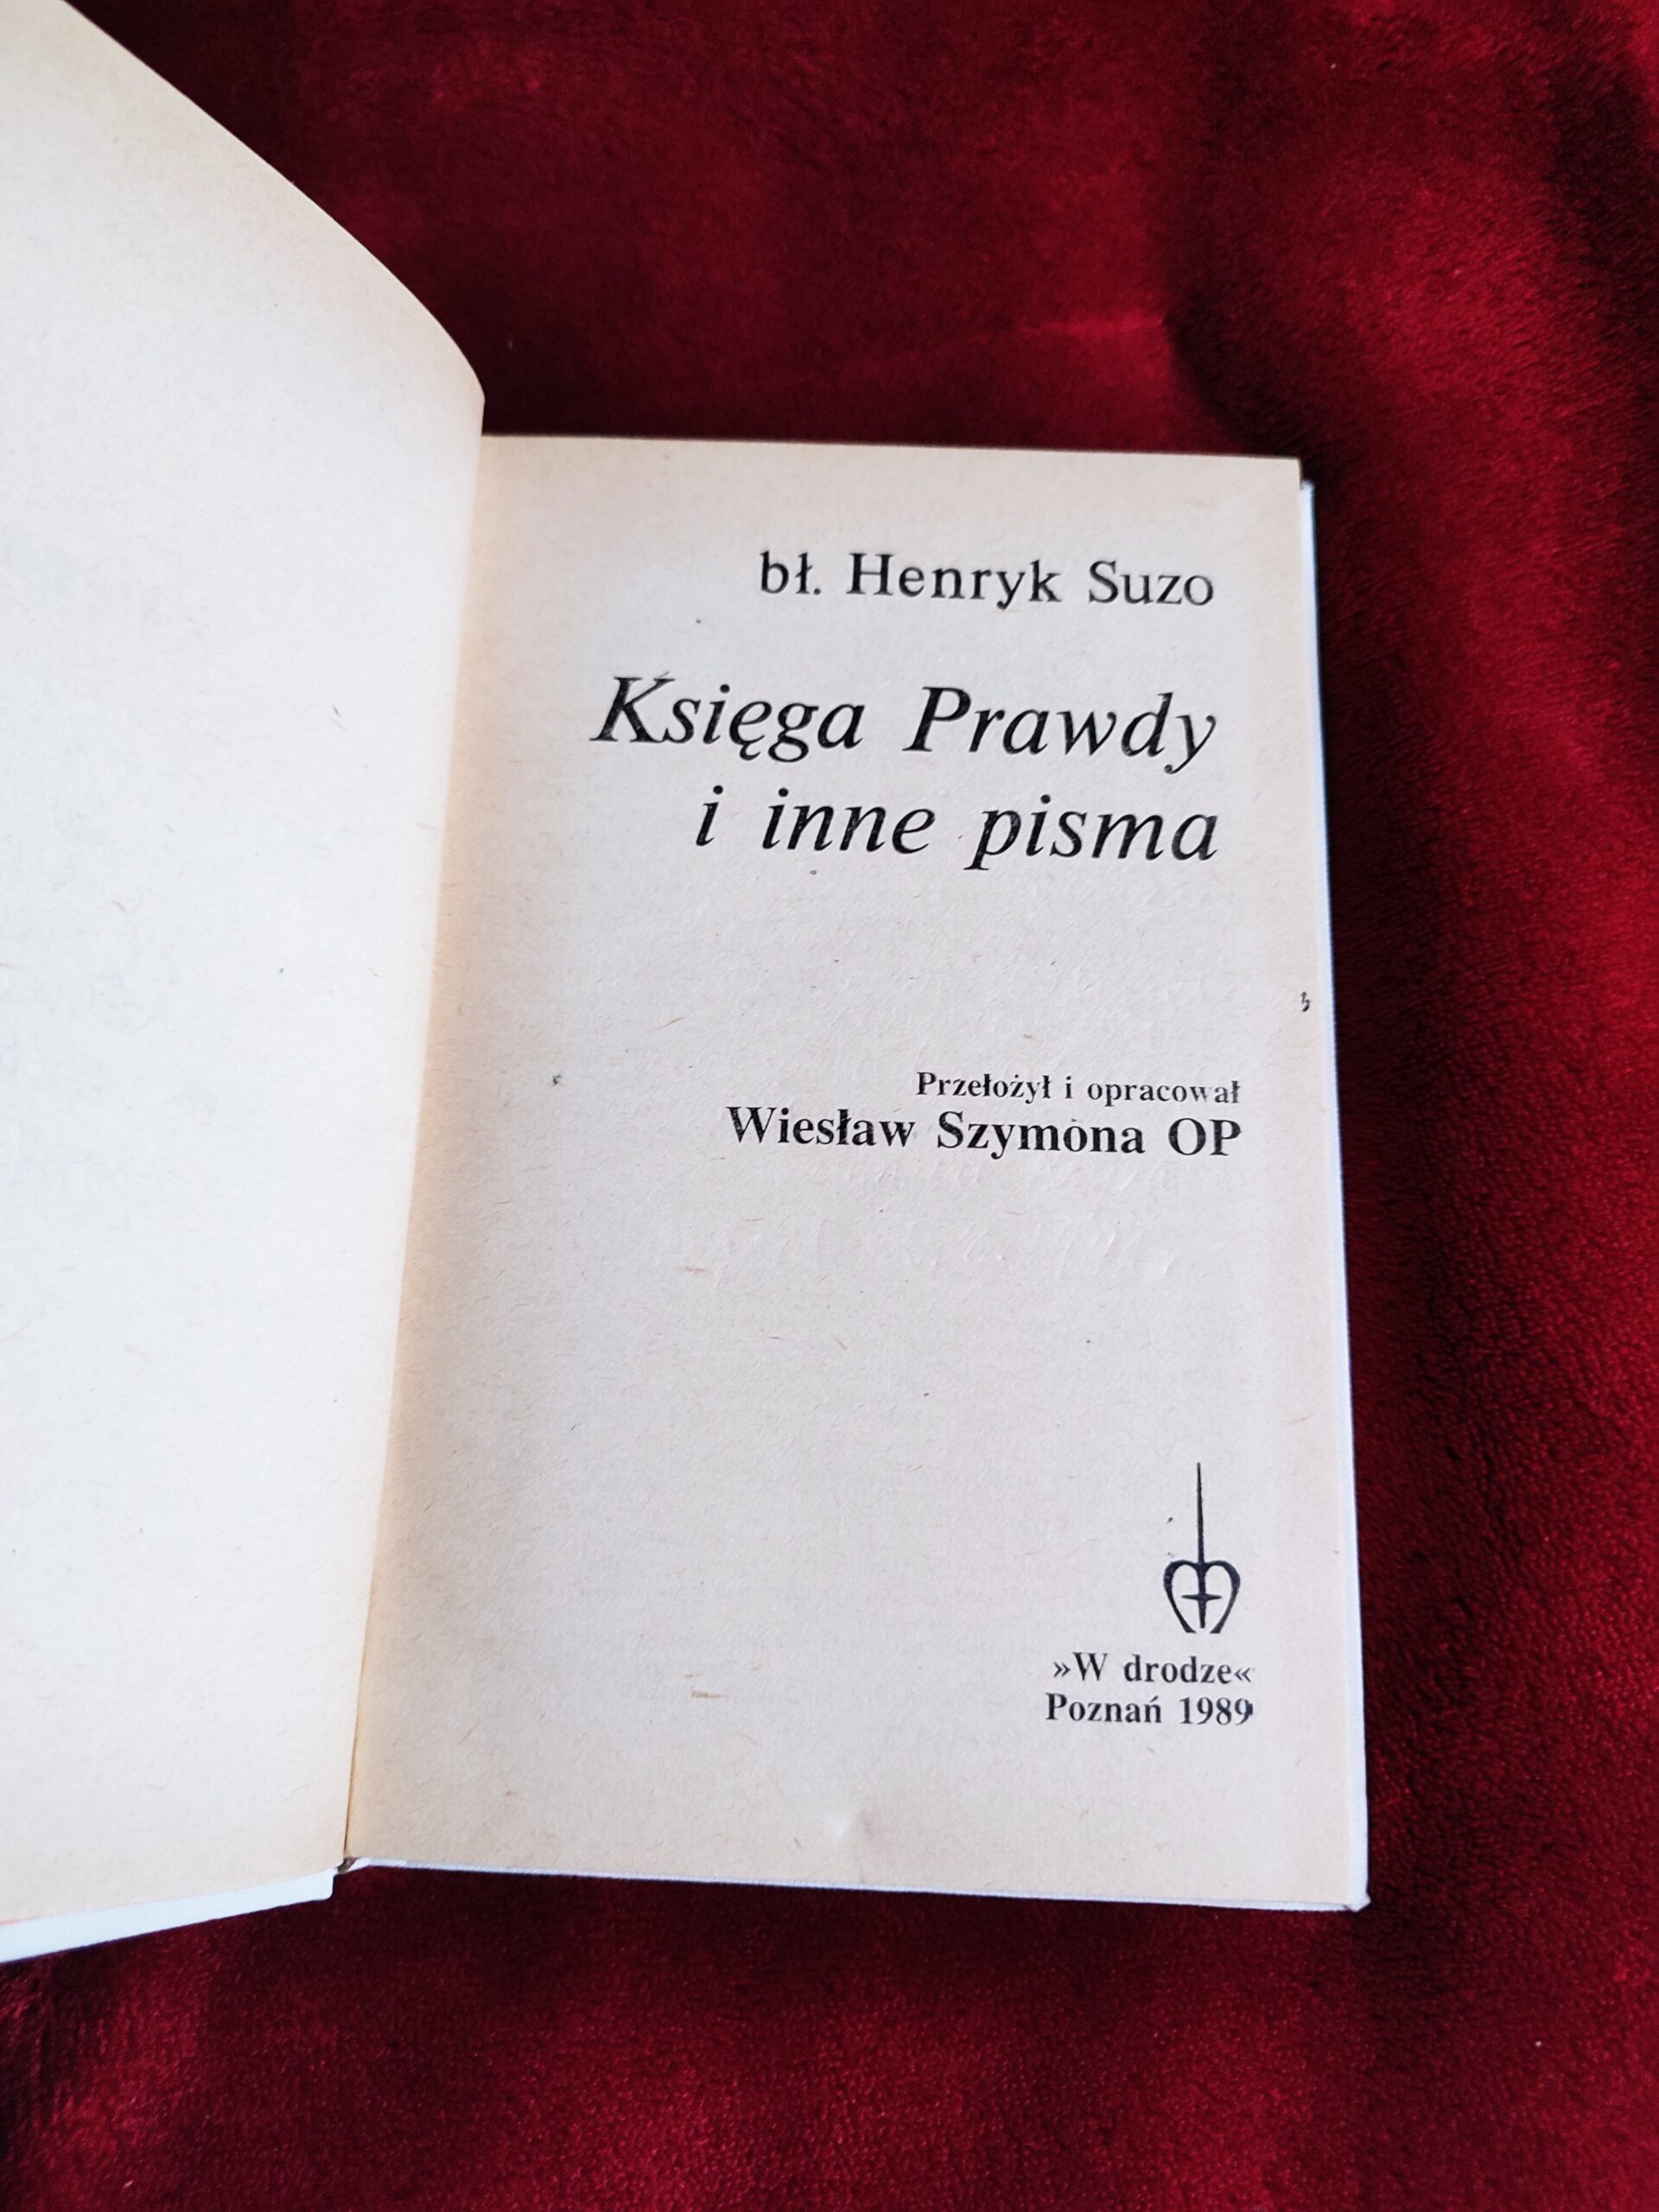 bł. Henryk Suzo
Księga Prawdy
i inne pisma
Przełożył i opracował
Wiesław Szymona OP
»W drodze«
Poznań 1989